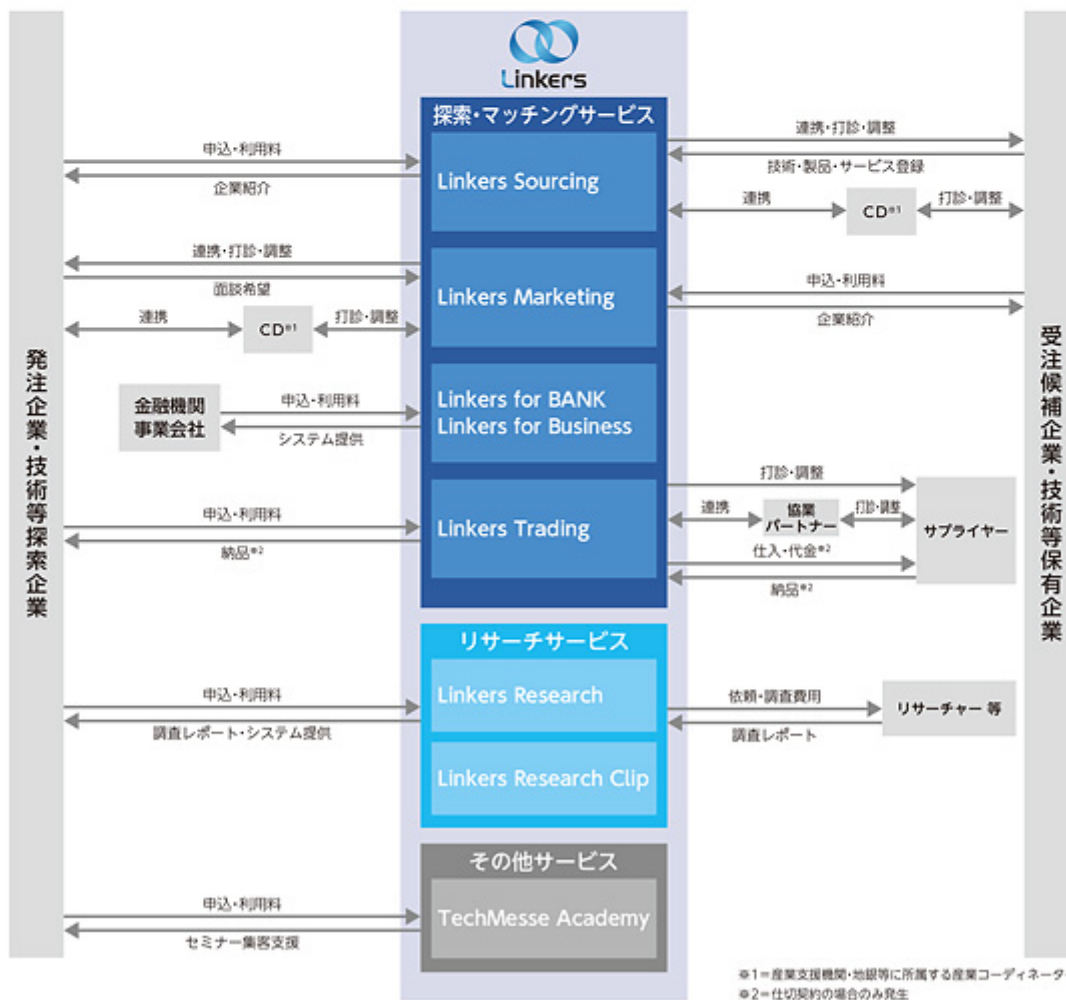 Linkers
探索・マッチングサービス
申込・利用料
企業紹介
Linkers Sourcing
連携・打診・調整
技術・製品・サービス登録
連携
CD※1
打診・調整
連携・打診・調整
面談希望
連携
CD※1
打診・調整
Linkers Marketing
申込・利用料
企業紹介
発注企業・技術等探索企業
受注候補企業・技術等保有企業
金融機関
事業会社
申込・利用料
システム提供
Linkers for BANK
Linkers for Business
申込・利用料
納品※2
Linkers Trading
打診・調整
連携
協業
パートナー
打診・調整
サプライヤー
仕入・代金※2
納品※2
リサーチサービス
申込・利用料
調査レポート・システム提供
Linkers Research
依頼・調査費用
調査レポート
リサーチャー 等
Linkers Research Clip
その他サービス
申込・利用料
セミナー集客支援
TechMesse Academy
※1=産業支援機関・地銀等に所属する産業コーディネータ
※2=仕切契約の場合のみ発生